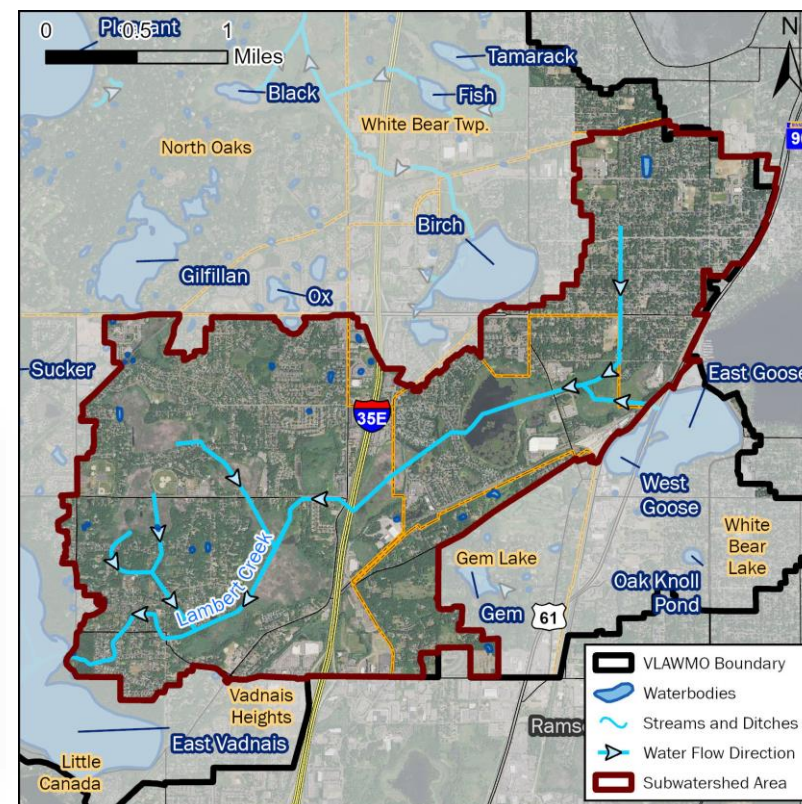 Pleasant
0 0.5 1
Miles
N
Tamarack
Black
Fish
White Bear Twp.
North Oaks
Birch
Gilfillan
Ox
Sucker
East Goose
35E
West
Goose
White
Bear
Lake
Gem Lake
Oak Knoll
Pond
Lambert Creek
Gem
61
Vadnais
Heights
East Vadnais
Little
Canada
VLAWMO Boundary
Waterbodies
Streams and Ditches
Water Flow Direction
Subwatershed Area